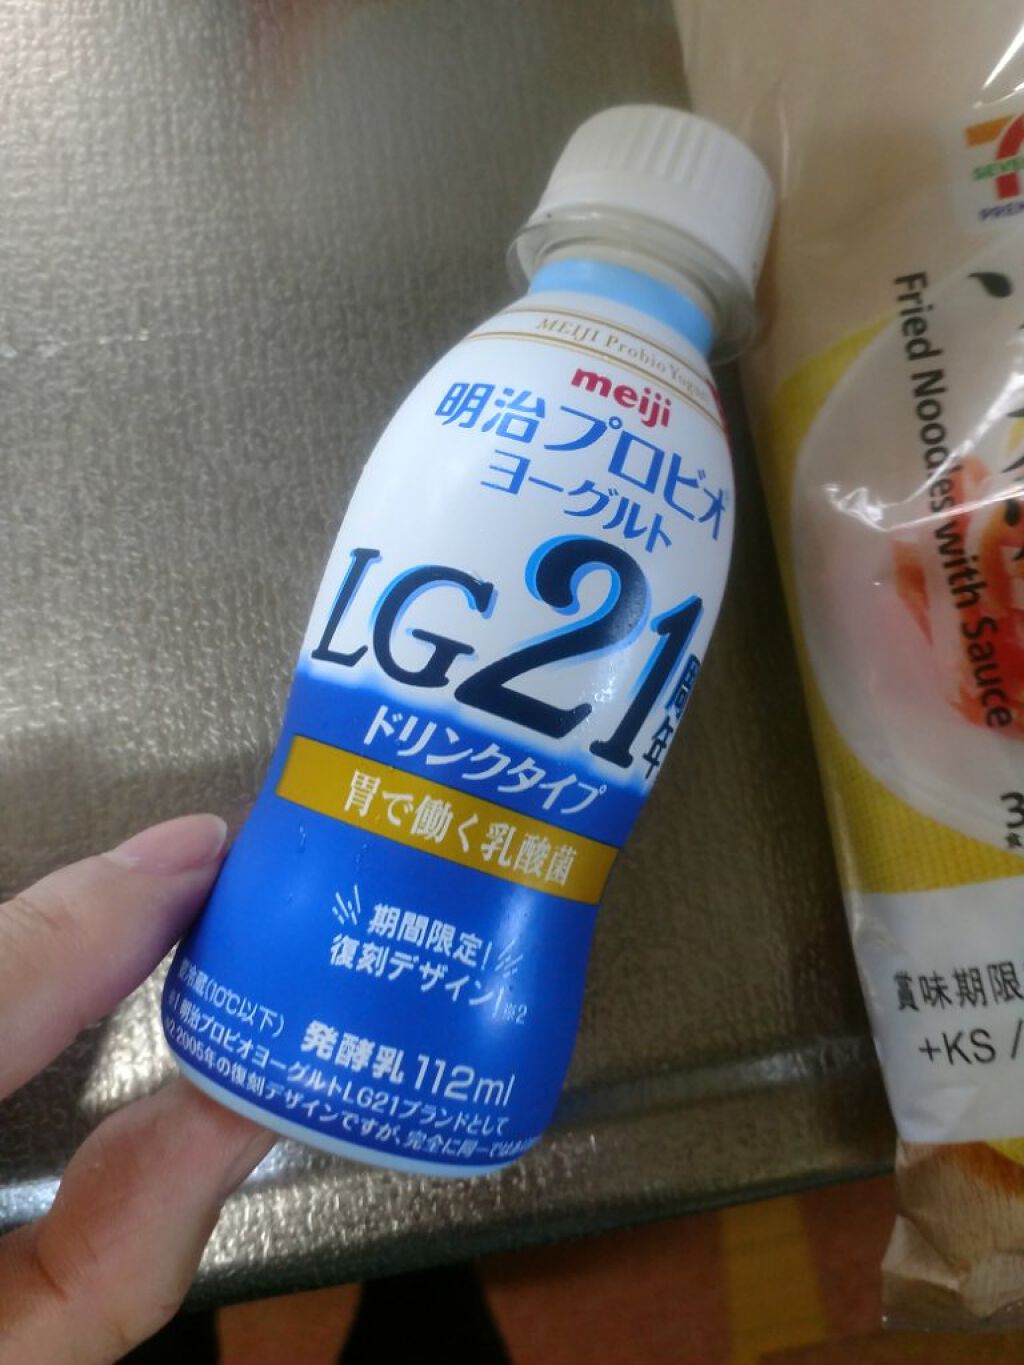 MEIJI Probio Yogurt
meiji
明治プロビオ
ヨーグルト
LG21
周年
ドリンクタイプ
胃で働く乳酸菌
期間限定!
復刻デザイン!※2
要冷蔵(10℃以下)
発酵乳 112ml
※1 明治プロビオヨーグルトLG21ブランドとして
※2 2005年の復刻デザインですが、完全に同一では
7
Fried Noodles with Sauce
3
食
賞味期限
+KS /